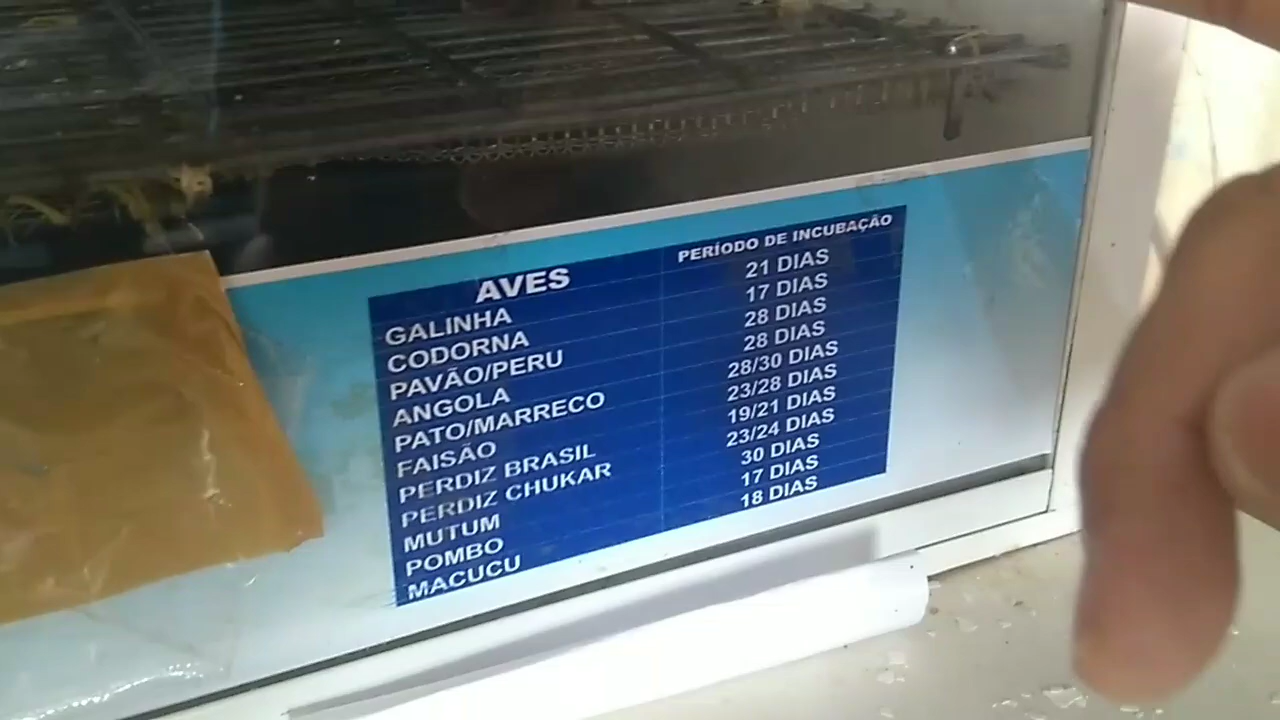 AVES PERÍODO DE INCUBAÇÃO
GALINHA 21 DIAS
CODORNA 17 DIAS
PAVÃO/PERU 28 DIAS
ANGOLA 28 DIAS
PATO/MARRECO 28/30 DIAS
FAISÃO 23/28 DIAS
PERDIZ BRASIL 19/21 DIAS
PERDIZ CHUKAR 23/24 DIAS
MUTUM 30 DIAS
POMBO 17 DIAS
MACUCU 18 DIAS